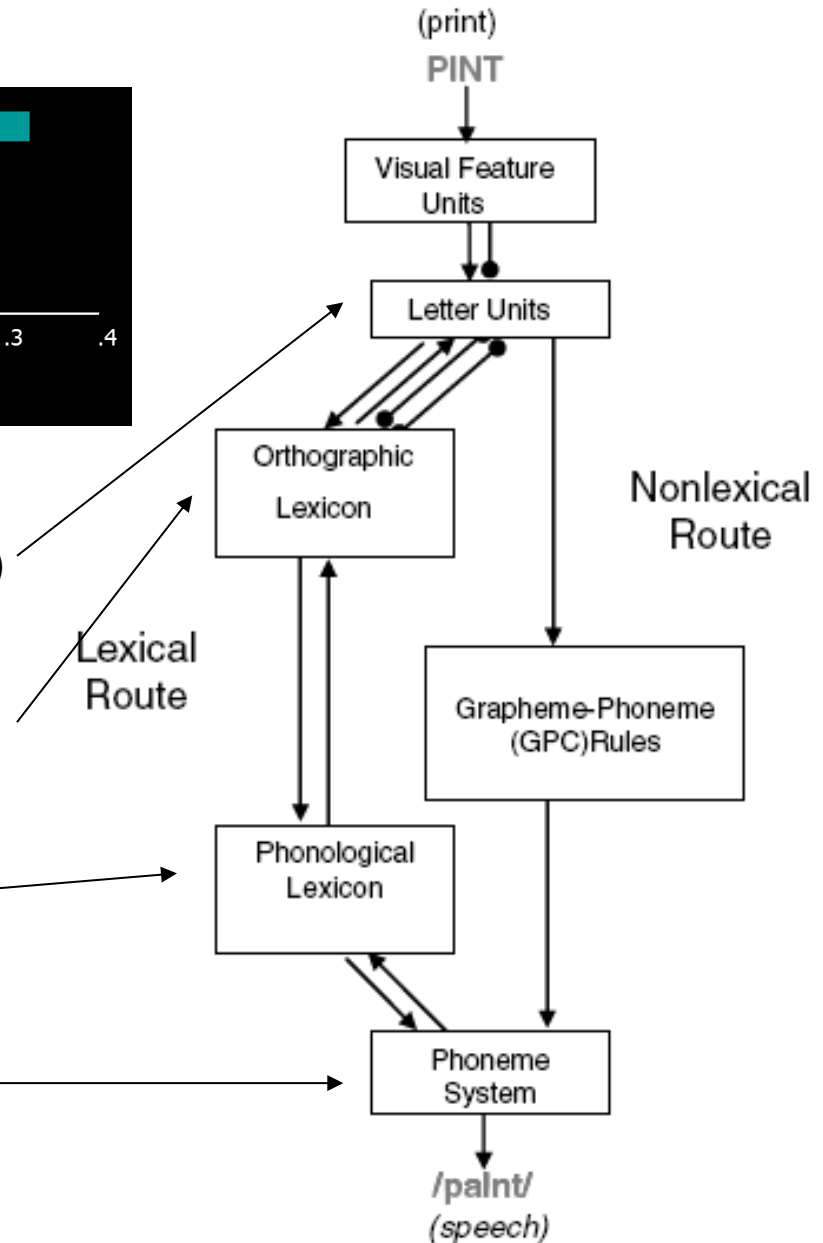 (print)
PINT
Visual Feature
Units
Letter Units
.3 .4
Orthographic
Lexicon
Nonlexical
Route
)
Lexical
Route
Grapheme-Phoneme
(GPC)Rules
Phonological
Lexicon
Phoneme
System
/paInt/
(speech)